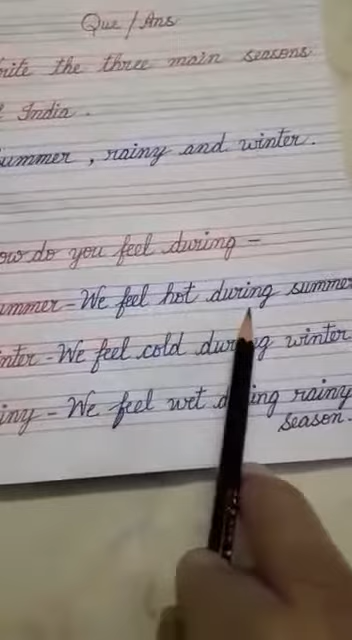 Que/Ans
rite the three main seasons
India.
ummer, rainy and winter.
ow do you feel during -
ummer - We feel hot during summer
nter - We feel cold during winter
iny - We feel wet during rainy
season.